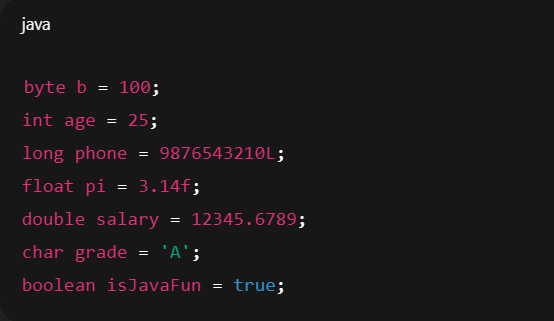 java
byte b = 100;
int age = 25;
long phone = 9876543210L;
float pi = 3.14f;
double salary = 12345.6789;
char grade = 'A';
boolean isJavaFun = true;